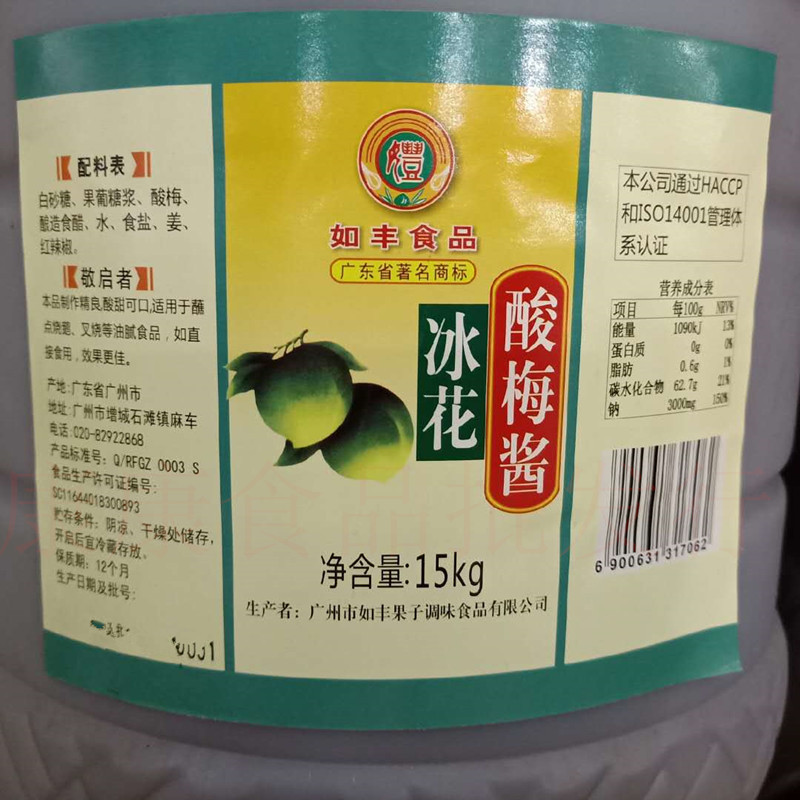 配料表
白砂糖、果葡糖浆、酸梅、
酿造食醋、水、食盐、姜、
红辣椒。
敬启者
本品制作精良,酸甜可口,适用于蘸
点烧鹅、叉烧等油腻食品，如直
接食用，效果更佳。
产地:广东省广州市
地址:广州市增城石滩镇麻车
电话:020-82922868
产品标准号：Q/RFGZ 0003 S
食品生产许可证编号：
SC11644018300893
贮存条件：阴凉、干燥处储存，
开启后宜冷藏存放。
保质期：12个月
生产日期及批号：
如丰食品
广东省著名商标
冰花
酸梅酱
净含量:15kg
生产者：广州市如丰果子调味食品有限公司
本公司通过HACCP
和ISO14001管理体
系认证
营养成分表
项目 每100g NRV%
能量 1090kJ 13%
蛋白质 0g 0%
脂肪 0.6g 1%
碳水化合物 62.7g 21%
钠 3000mg 150%
6 900631 317062